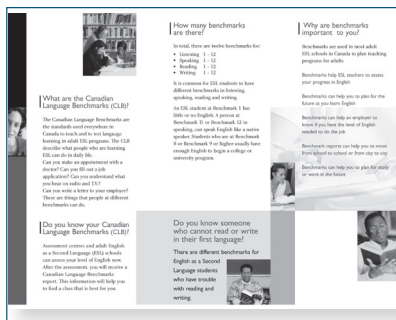 What are the Canadian
Language Benchmarks (CLB)?
The Canadian Language Benchmarks are
the standards used everywhere in
Canada to teach and to test language
learning in adult ESL programs. The CLB
describe what people who are learning
ESL can do in daily life.
Can you make an appointment with a
doctor? Can you fill out a job
application? Can you understand what
you hear on radio and TV?
Can you write a letter to your employer?
These are things that people at different
benchmarks can do.
Do you know your Canadian
Language Benchmarks (CLB)?
Assessment centres and adult English
as a Second Language (ESL) schools
can assess your level of English now.
After the assessment, you will receive a
Canadian Language Benchmarks
report. This information will help you
to find a class that is best for you.
How many benchmarks
are there?
In total, there are twelve benchmarks for:
• Listening 1 - 12
• Speaking 1 - 12
• Reading 1 - 12
• Writing 1 - 12
It is common for ESL students to have
different benchmarks in listening,
speaking, reading and writing.
An ESL student at Benchmark 1 has
little or no English. A person at
Benchmark 11 or Benchmark 12 in
speaking, can speak English like a native
speaker. Students who are at Benchmark
8 or Benchmark 9 or higher usually have
enough English to begin a college or
university program.
Do you know someone
who cannot read or write
in their first language?
There are different benchmarks for
English as a Second
Language students
who have trouble
with reading and
writing.
Why are benchmarks
important to you?
Benchmarks are used in most adult
ESL schools in Canada to plan teaching
programs for adults
Benchmarks help ESL teachers to assess
your progress in English
Benchmarks can help you to plan for the
future as you learn English
Benchmarks can help an employer to
know if you have the level of English
needed to do the job
Benchmark reports can help you to move
from school to school or from city to city
Benchmarks can help you to plan for study
or work in the future